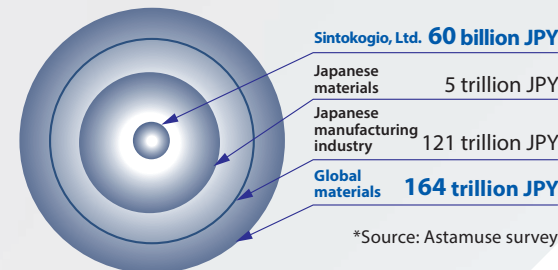 Sintokogio, Ltd. 60 billion JPY
Japanese
materials 5 trillion JPY
Japanese
manufacturing
industry 121 trillion JPY
Global
materials 164 trillion JPY
*Source: Astamuse survey